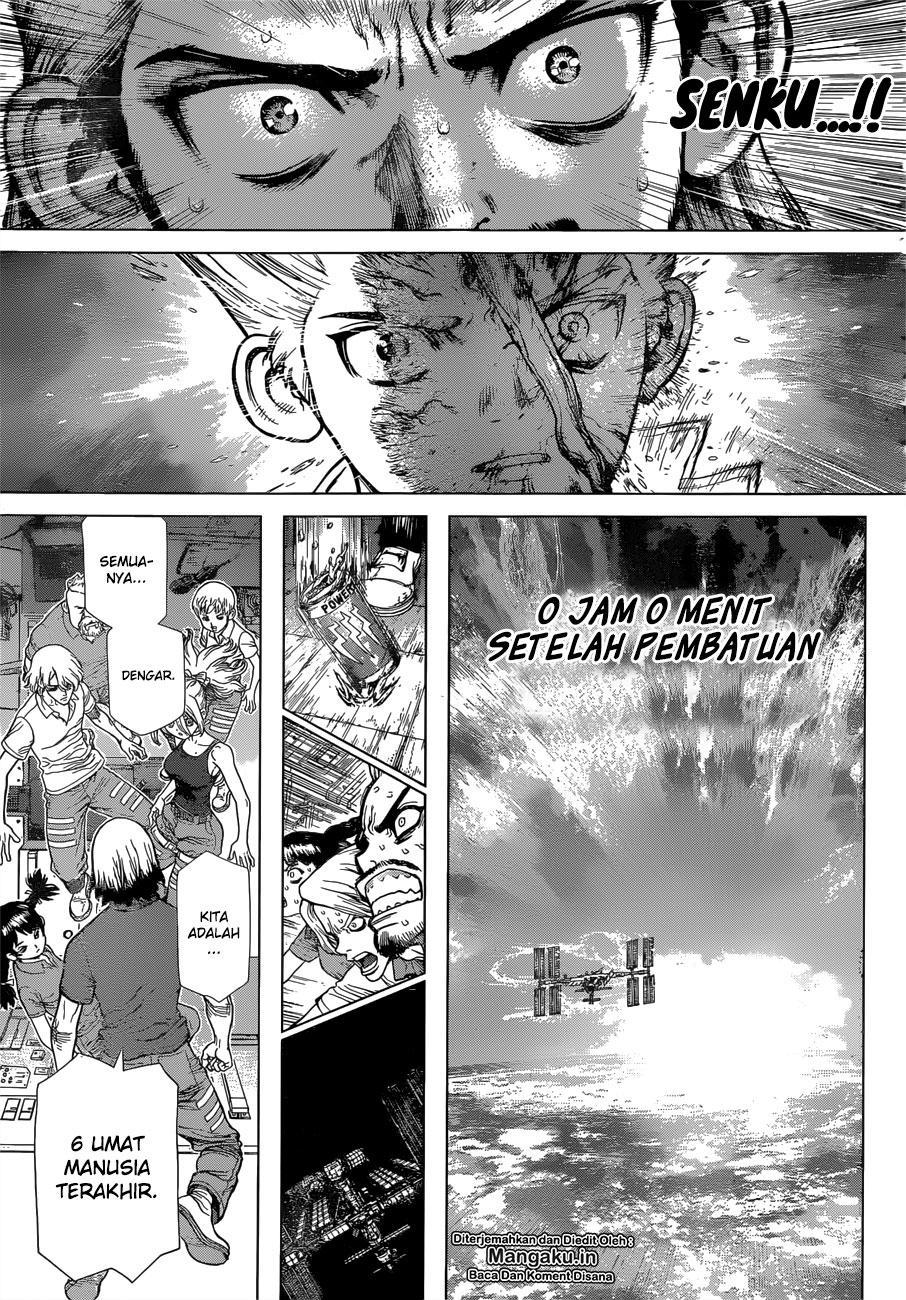 SENKU....!!
0 JAM 0 MENIT
SETELAH PEMBATUAN
POWER
SEMUA-
NYA...
DENGAR.
KITA
ADALAH
...
6 UMAT
MANUSIA
TERAKHIR.
Diterjemahkan dan Diedit Oleh :
Mangaku.in
Baca Dan Koment Disana